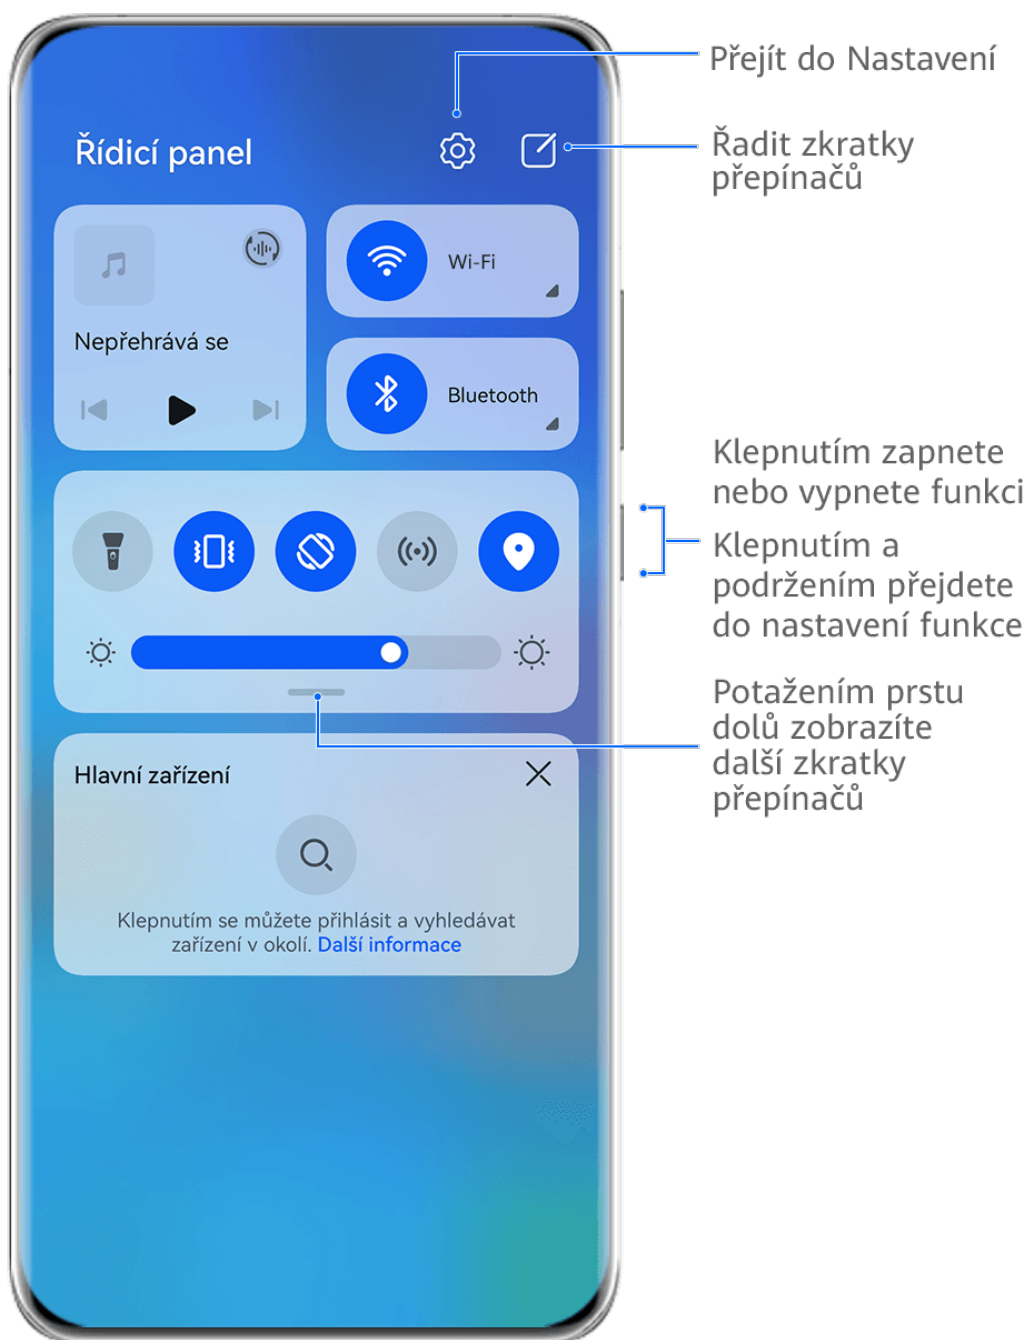 Přejít do Nastavení
Řídicí panel
Řadit zkratky
přepínačů
Wi-Fi
Nepřehrává se
Bluetooth
Klepnutím zapnete
nebo vypnete funkci
Klepnutím a
podržením přejdete
do nastavení funkce
Potažením prstu
dolů zobrazíte
další zkratky
přepínačů
Hlavní zařízení
Klepnutím se můžete přihlásit a vyhledávat
zařízení v okolí. Další informace